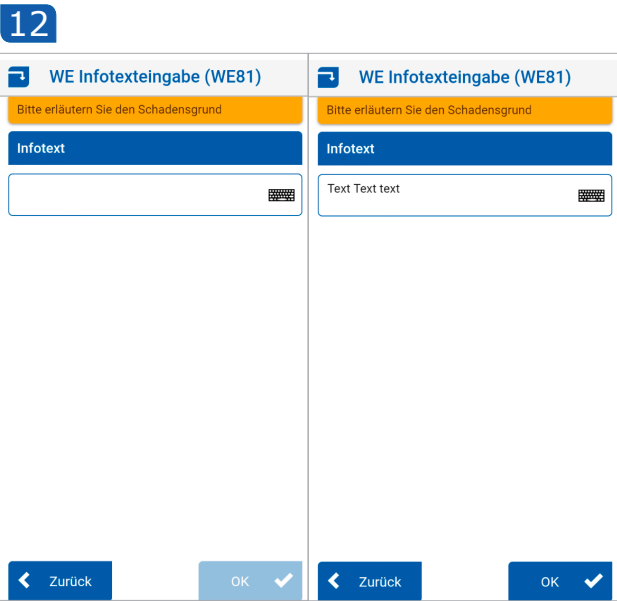 12
WE Infotexteingabe (WE81)
Bitte erläutern Sie den Schadensgrund
Infotext
Zurück
OK
WE Infotexteingabe (WE81)
Bitte erläutern Sie den Schadensgrund
Infotext
Text Text text
Zurück
OK